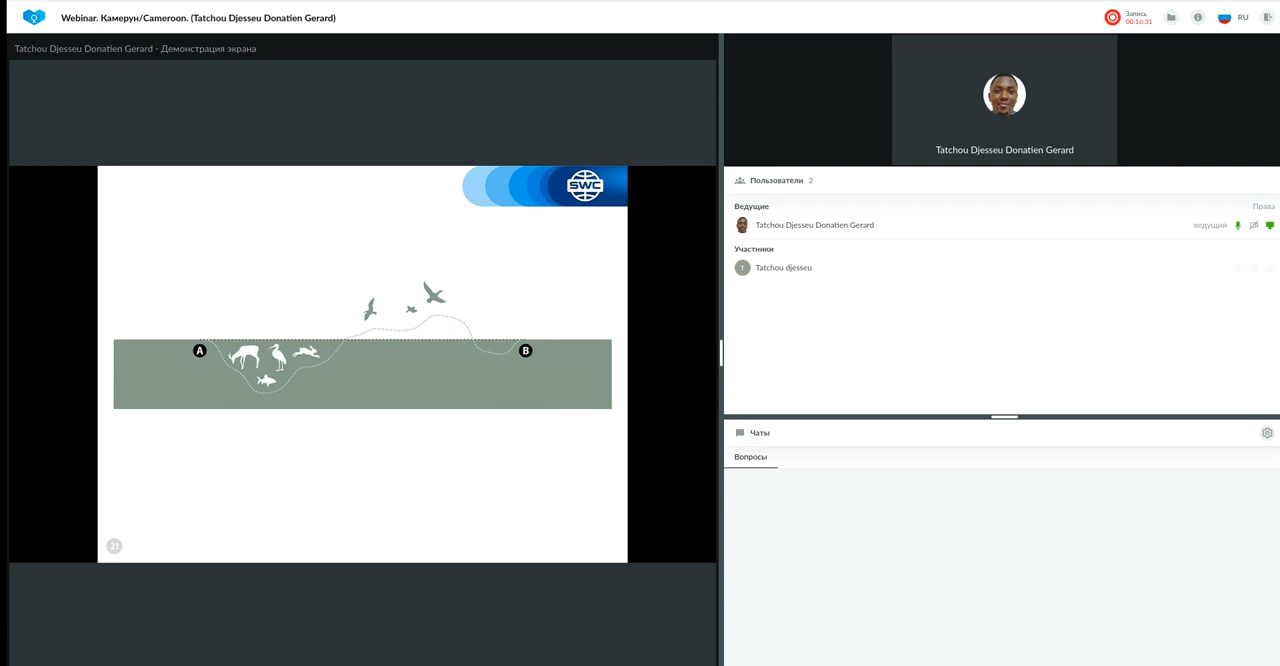 Webinar. Камерун/Cameroon. (Tatchou Djesseu Donatien Gerard)
Запись
00:16:31
RU
Tatchou Djesseu Donatien Gerard - Демонстрация экрана
SWC
A
B
21
Tatchou Djesseu Donatien Gerard
Пользователи 2
Ведущие Права
Tatchou Djesseu Donatien Gerard ведущий
Участники
T Tatchou djesseu
Чаты
Вопросы